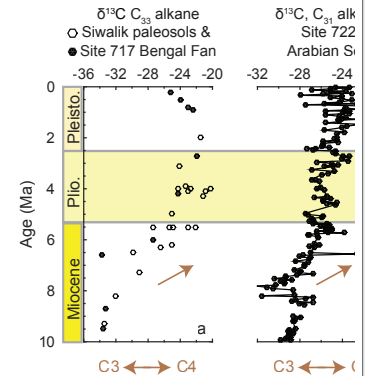 δ¹³C C₃₃ alkane
Siwalik paleosols &
Site 717 Bengal Fan
-36 -32 -28 -24 -20
δ¹³C, C₃₁ alk
Site 722
Arabian S
-32 -28 -24
Age (Ma)
0
2
4
6
8
10
Pleisto.
Plio.
Miocene
a
C3 C4
C3